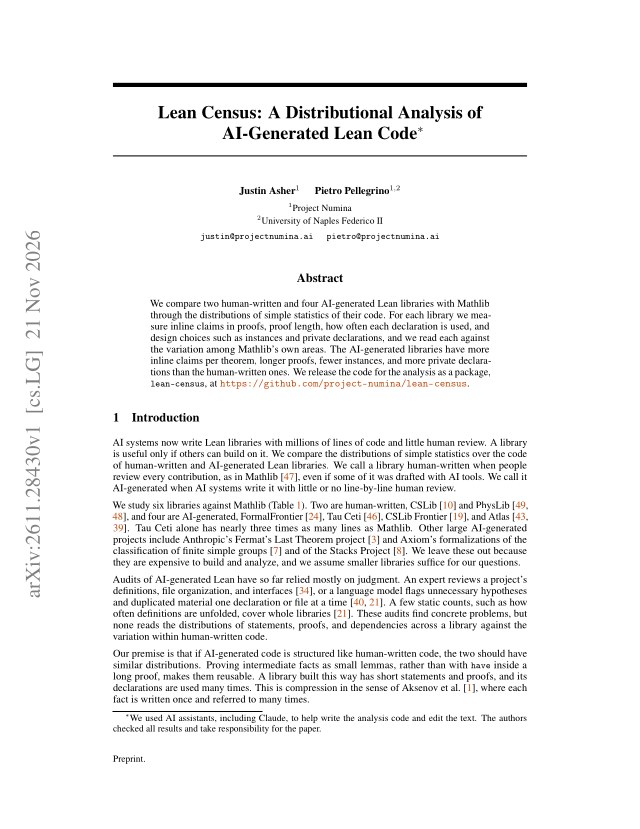 Lean Census: A Distributional Analysis of
AI-Generated Lean Code*
Justin Asher1 Pietro Pellegrino1,2
1Project Numina
2University of Naples Federico II
justin@projectnumina.ai pietro@projectnumina.ai
Abstract
We compare two human-written and four AI-generated Lean libraries with Mathlib
through the distributions of simple statistics of their code. For each library we mea-
sure inline claims in proofs, proof length, how often each declaration is used, and
design choices such as instances and private declarations, and we read each against
the variation among Mathlib's own areas. The AI-generated libraries have more
inline claims per theorem, longer proofs, fewer instances, and more private declara-
tions than the human-written ones. We release the code for the analysis as a package,
lean-census, at https://github.com/project-numina/lean-census.
1 Introduction
AI systems now write Lean libraries with millions of lines of code and little human review. A library
is useful only if others can build on it. We compare the distributions of simple statistics over the code
of human-written and AI-generated Lean libraries. We call a library human-written when people
review every contribution, as in Mathlib [47], even if some of it was drafted with AI tools. We call it
AI-generated when AI systems write it with little or no line-by-line human review.
We study six libraries against Mathlib (Table 1). Two are human-written, CSLib [10] and PhysLib [49,
48], and four are AI-generated, FormalFrontier [24], Tau Ceti [46], CSLib Frontier [19], and Atlas [43,
39]. Tau Ceti alone has nearly three times as many lines as Mathlib. Other large AI-generated
projects include Anthropic's Fermat's Last Theorem project [3] and Axiom's formalizations of the
classification of finite simple groups [7] and of the Stacks Project [8]. We leave these out because
they are expensive to build and analyze, and we assume smaller libraries suffice for our questions.
Audits of AI-generated Lean have so far relied mostly on judgment. An expert reviews a project's
definitions, file organization, and interfaces [34], or a language model flags unnecessary hypotheses
and duplicated material one declaration or file at a time [40, 21]. A few static counts, such as how
often definitions are unfolded, cover whole libraries [21]. These audits find concrete problems, but
none reads the distributions of statements, proofs, and dependencies across a library against the
variation within human-written code.
Our premise is that if AI-generated code is structured like human-written code, the two should have
similar distributions. Proving intermediate facts as small lemmas, rather than with have inside a
long proof, makes them reusable. A library built this way has short statements and proofs, and its
declarations are used many times. This is compression in the sense of Aksenov et al. [1], where each
fact is written once and referred to many times.
*We used AI assistants, including Claude, to help write the analysis code and edit the text. The authors
checked all results and take responsibility for the paper.
Preprint.
arXiv:2611.28430v1 [cs.LG] 21 Nov 2026